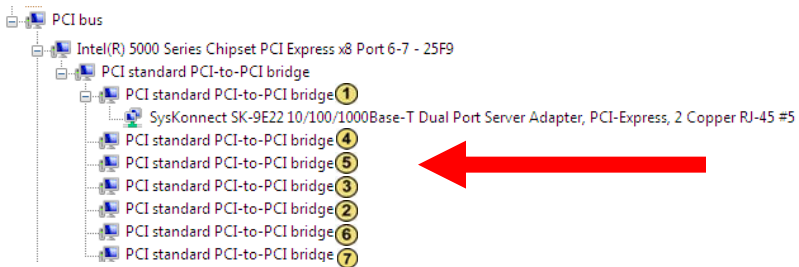 PCI bus
Intel(R) 5000 Series Chipset PCI Express x8 Port 6-7 - 25F9
PCI standard PCI-to-PCI bridge
PCI standard PCI-to-PCI bridge 1
SysKonnect SK-9E22 10/100/1000Base-T Dual Port Server Adapter, PCI-Express, 2 Copper RJ-45 #5
PCI standard PCI-to-PCI bridge 4
PCI standard PCI-to-PCI bridge 5
PCI standard PCI-to-PCI bridge 3
PCI standard PCI-to-PCI bridge 2
PCI standard PCI-to-PCI bridge 6
PCI standard PCI-to-PCI bridge 7